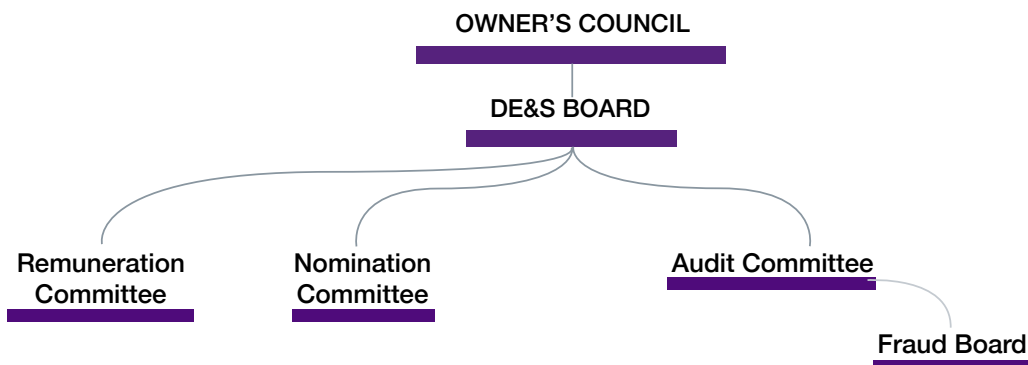 OWNER’S COUNCIL
DE&S BOARD
Remuneration
Committee
Nomination
Committee
Audit Committee
Fraud Board